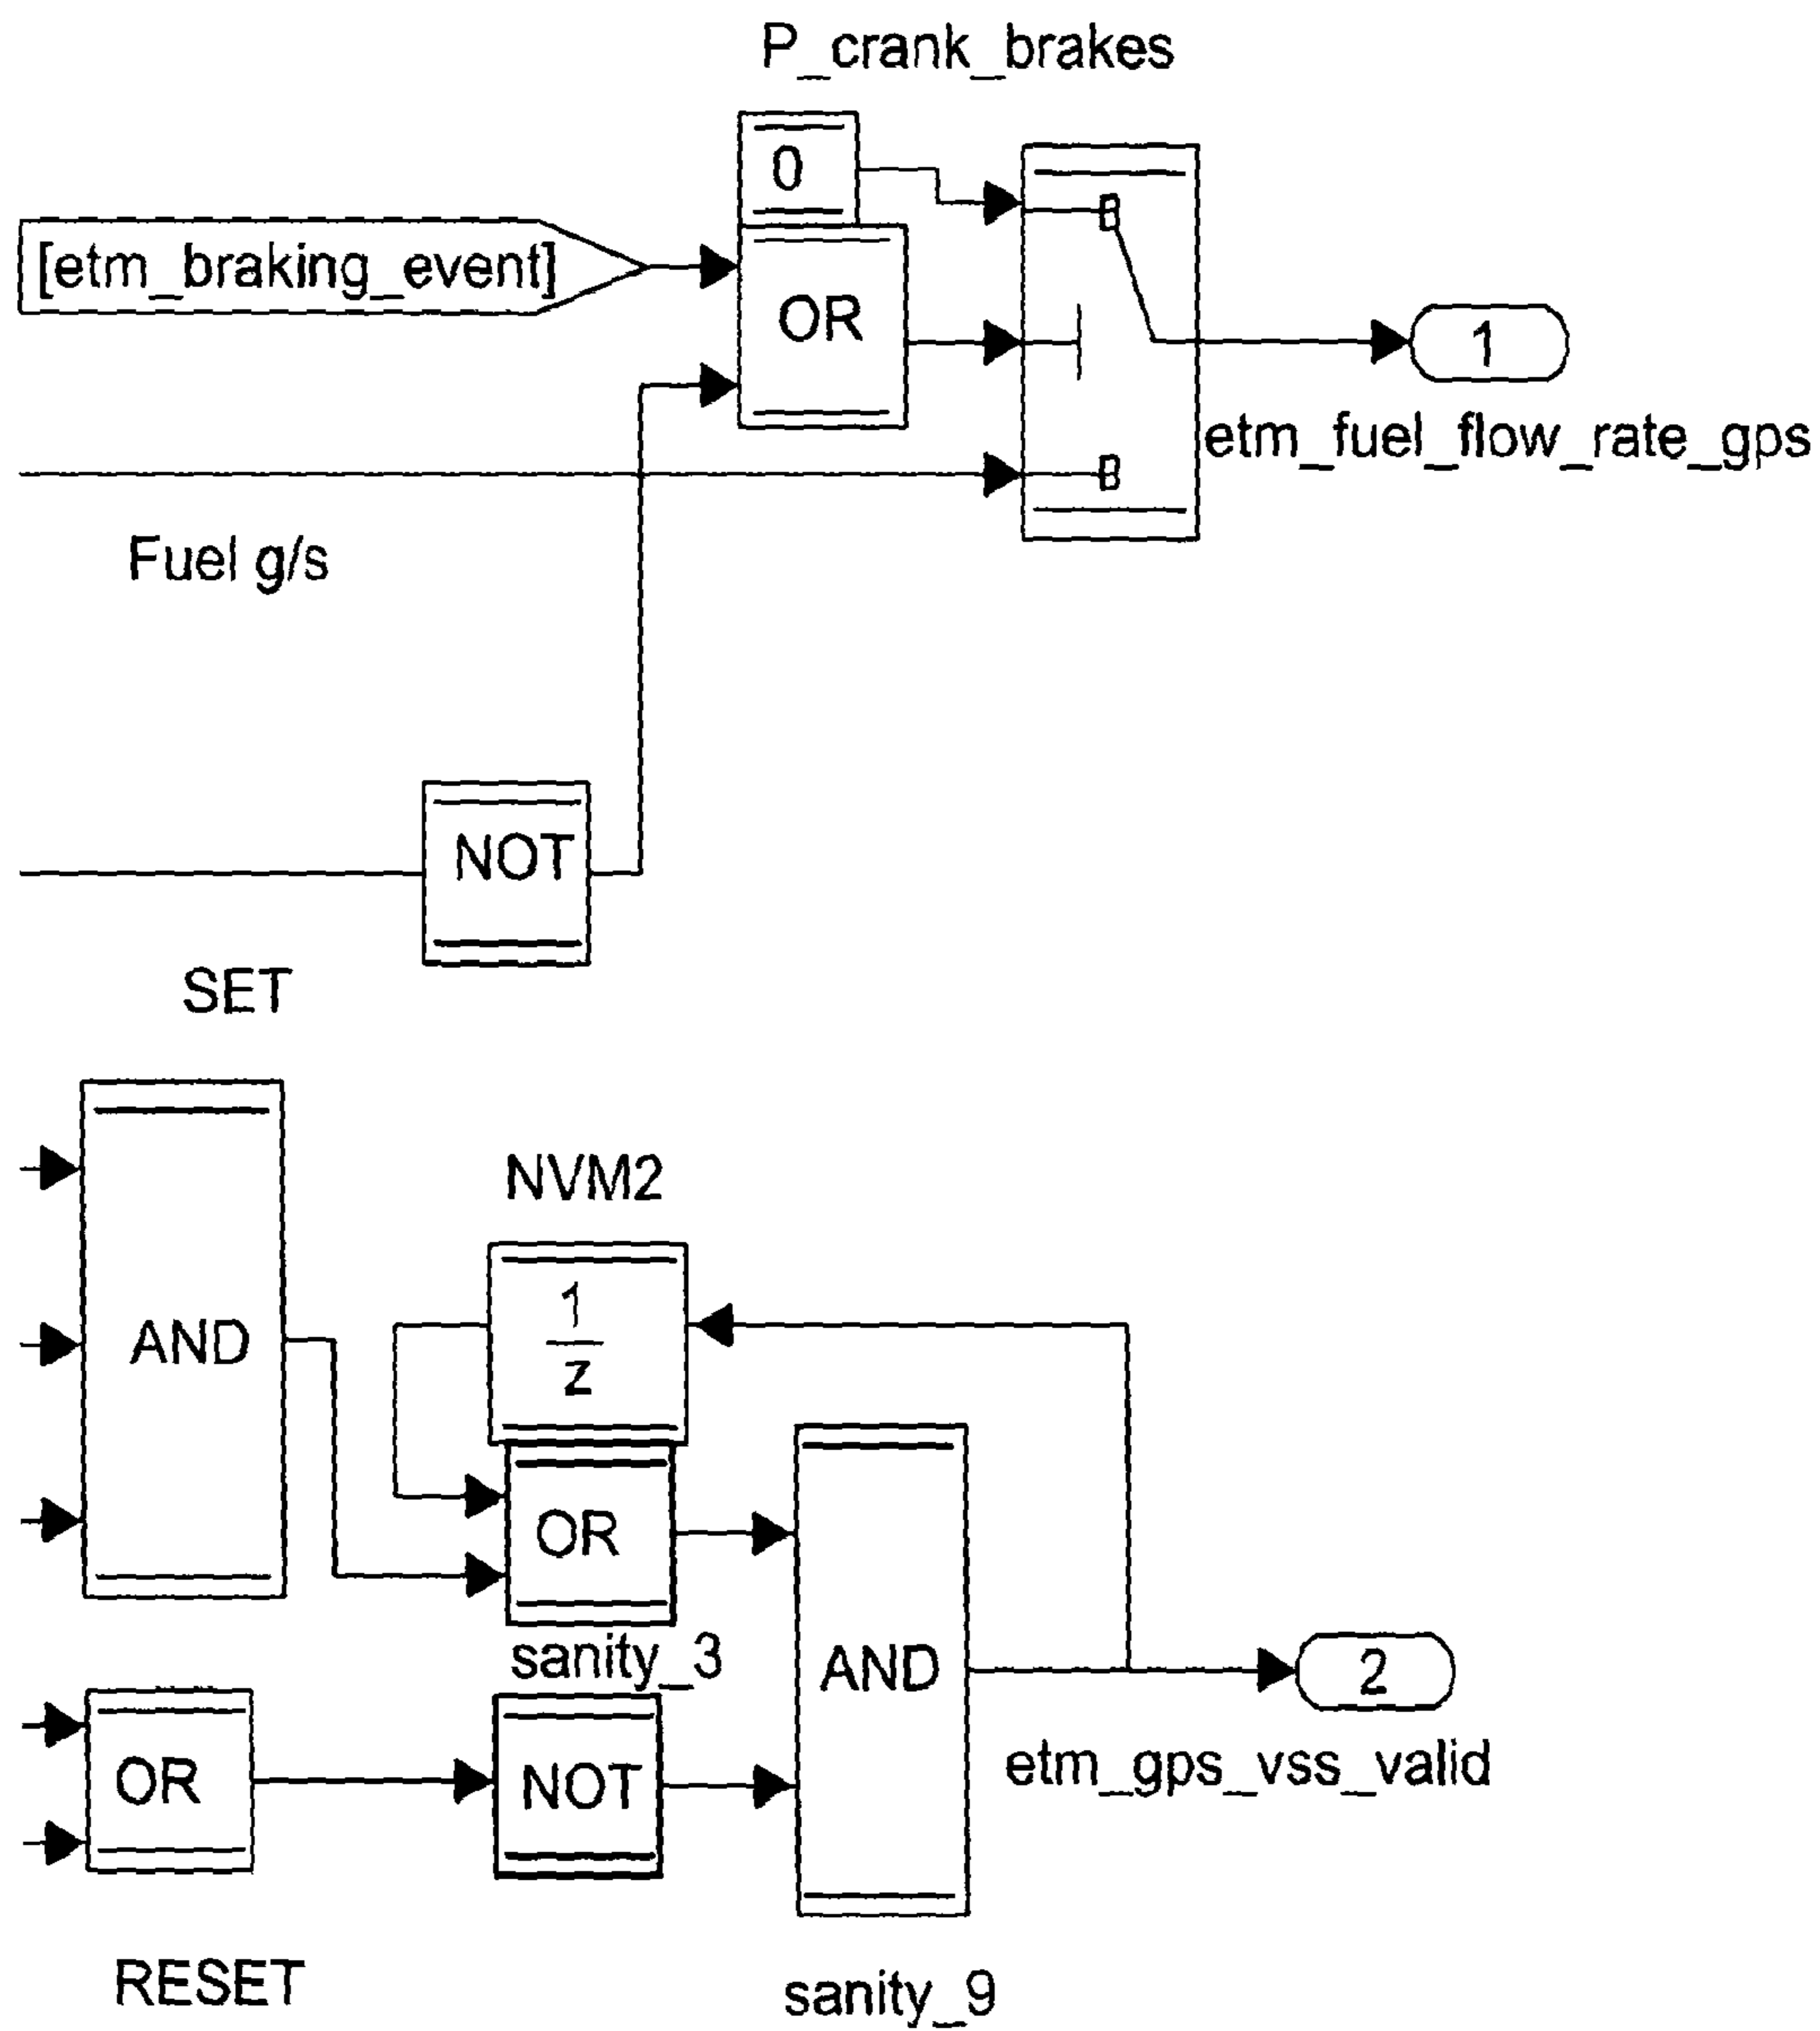 P_crank_brakes
0
[etm_braking_event]
OR
1
etm_fuel_flow_rate_gps
Fuel g/s
NOT
SET
NVM2
1
z
AND
OR
sanity_3
AND
2
OR
NOT
etm_gps_vss_valid
RESET
sanity_9